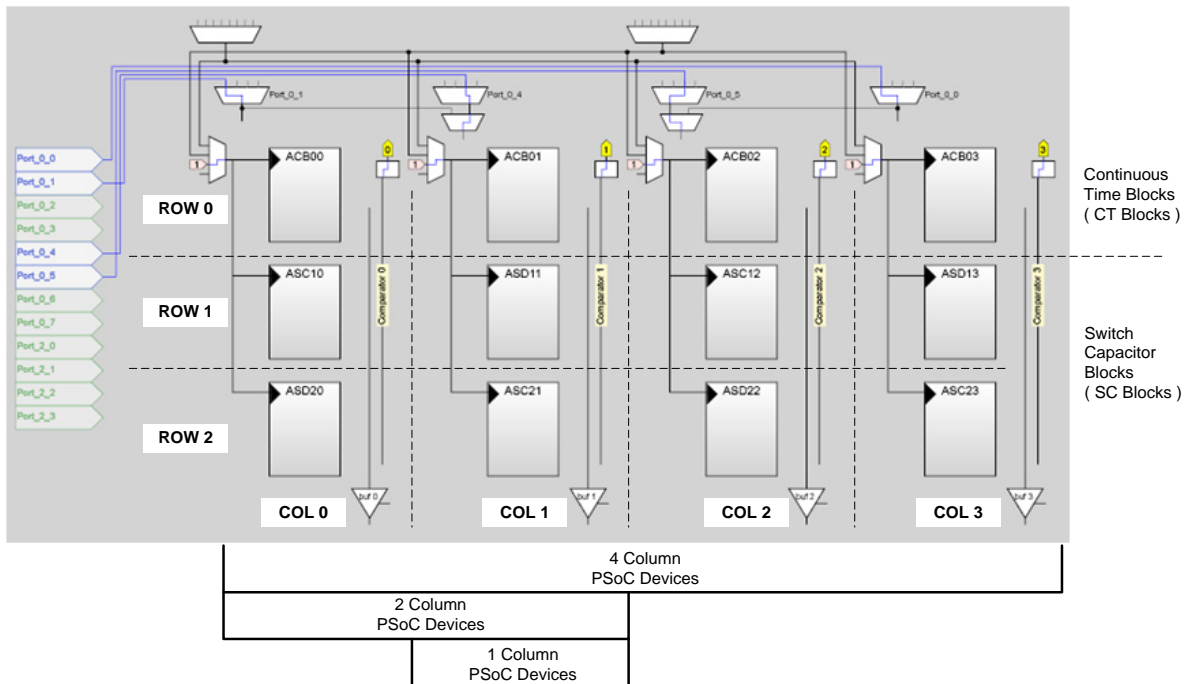 Port_0_1
Port_0_4
Port_0_5
Port_0_0
Port_0_0
Port_0_1
Port_0_2
Port_0_3
Port_0_4
Port_0_5
Port_0_6
Port_0_7
Port_2_0
Port_2_1
Port_2_2
Port_2_3
1
0
1
1
1
2
1
3
ROW 0
ACB00
ACB01
ACB02
ACB03
Continuous
Time Blocks
( CT Blocks )
ROW 1
ASC10
Comparator 0
ASD11
Comparator 1
ASC12
Comparator 2
ASD13
Comparator 3
Switch
Capacitor
Blocks
( SC Blocks )
ROW 2
ASD20
ASC21
ASD22
ASC23
buf 0
buf 1
buf 2
buf 3
COL 0
COL 1
COL 2
COL 3
4 Column
PSoC Devices
2 Column
PSoC Devices
1 Column
PSoC Devices